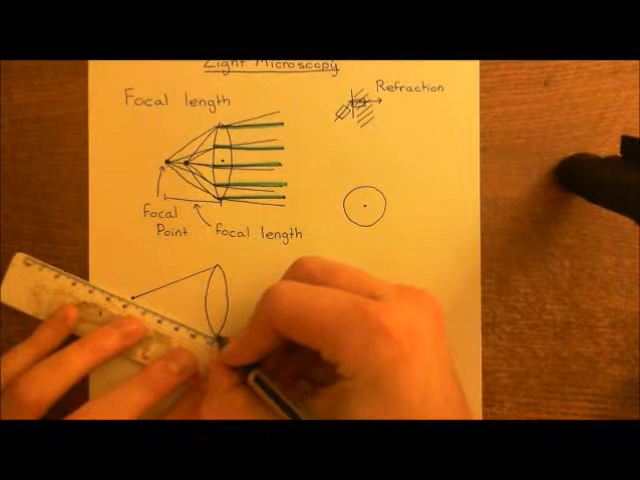 Light Microscopy
Focal length
Refraction
focal
Point
focal length